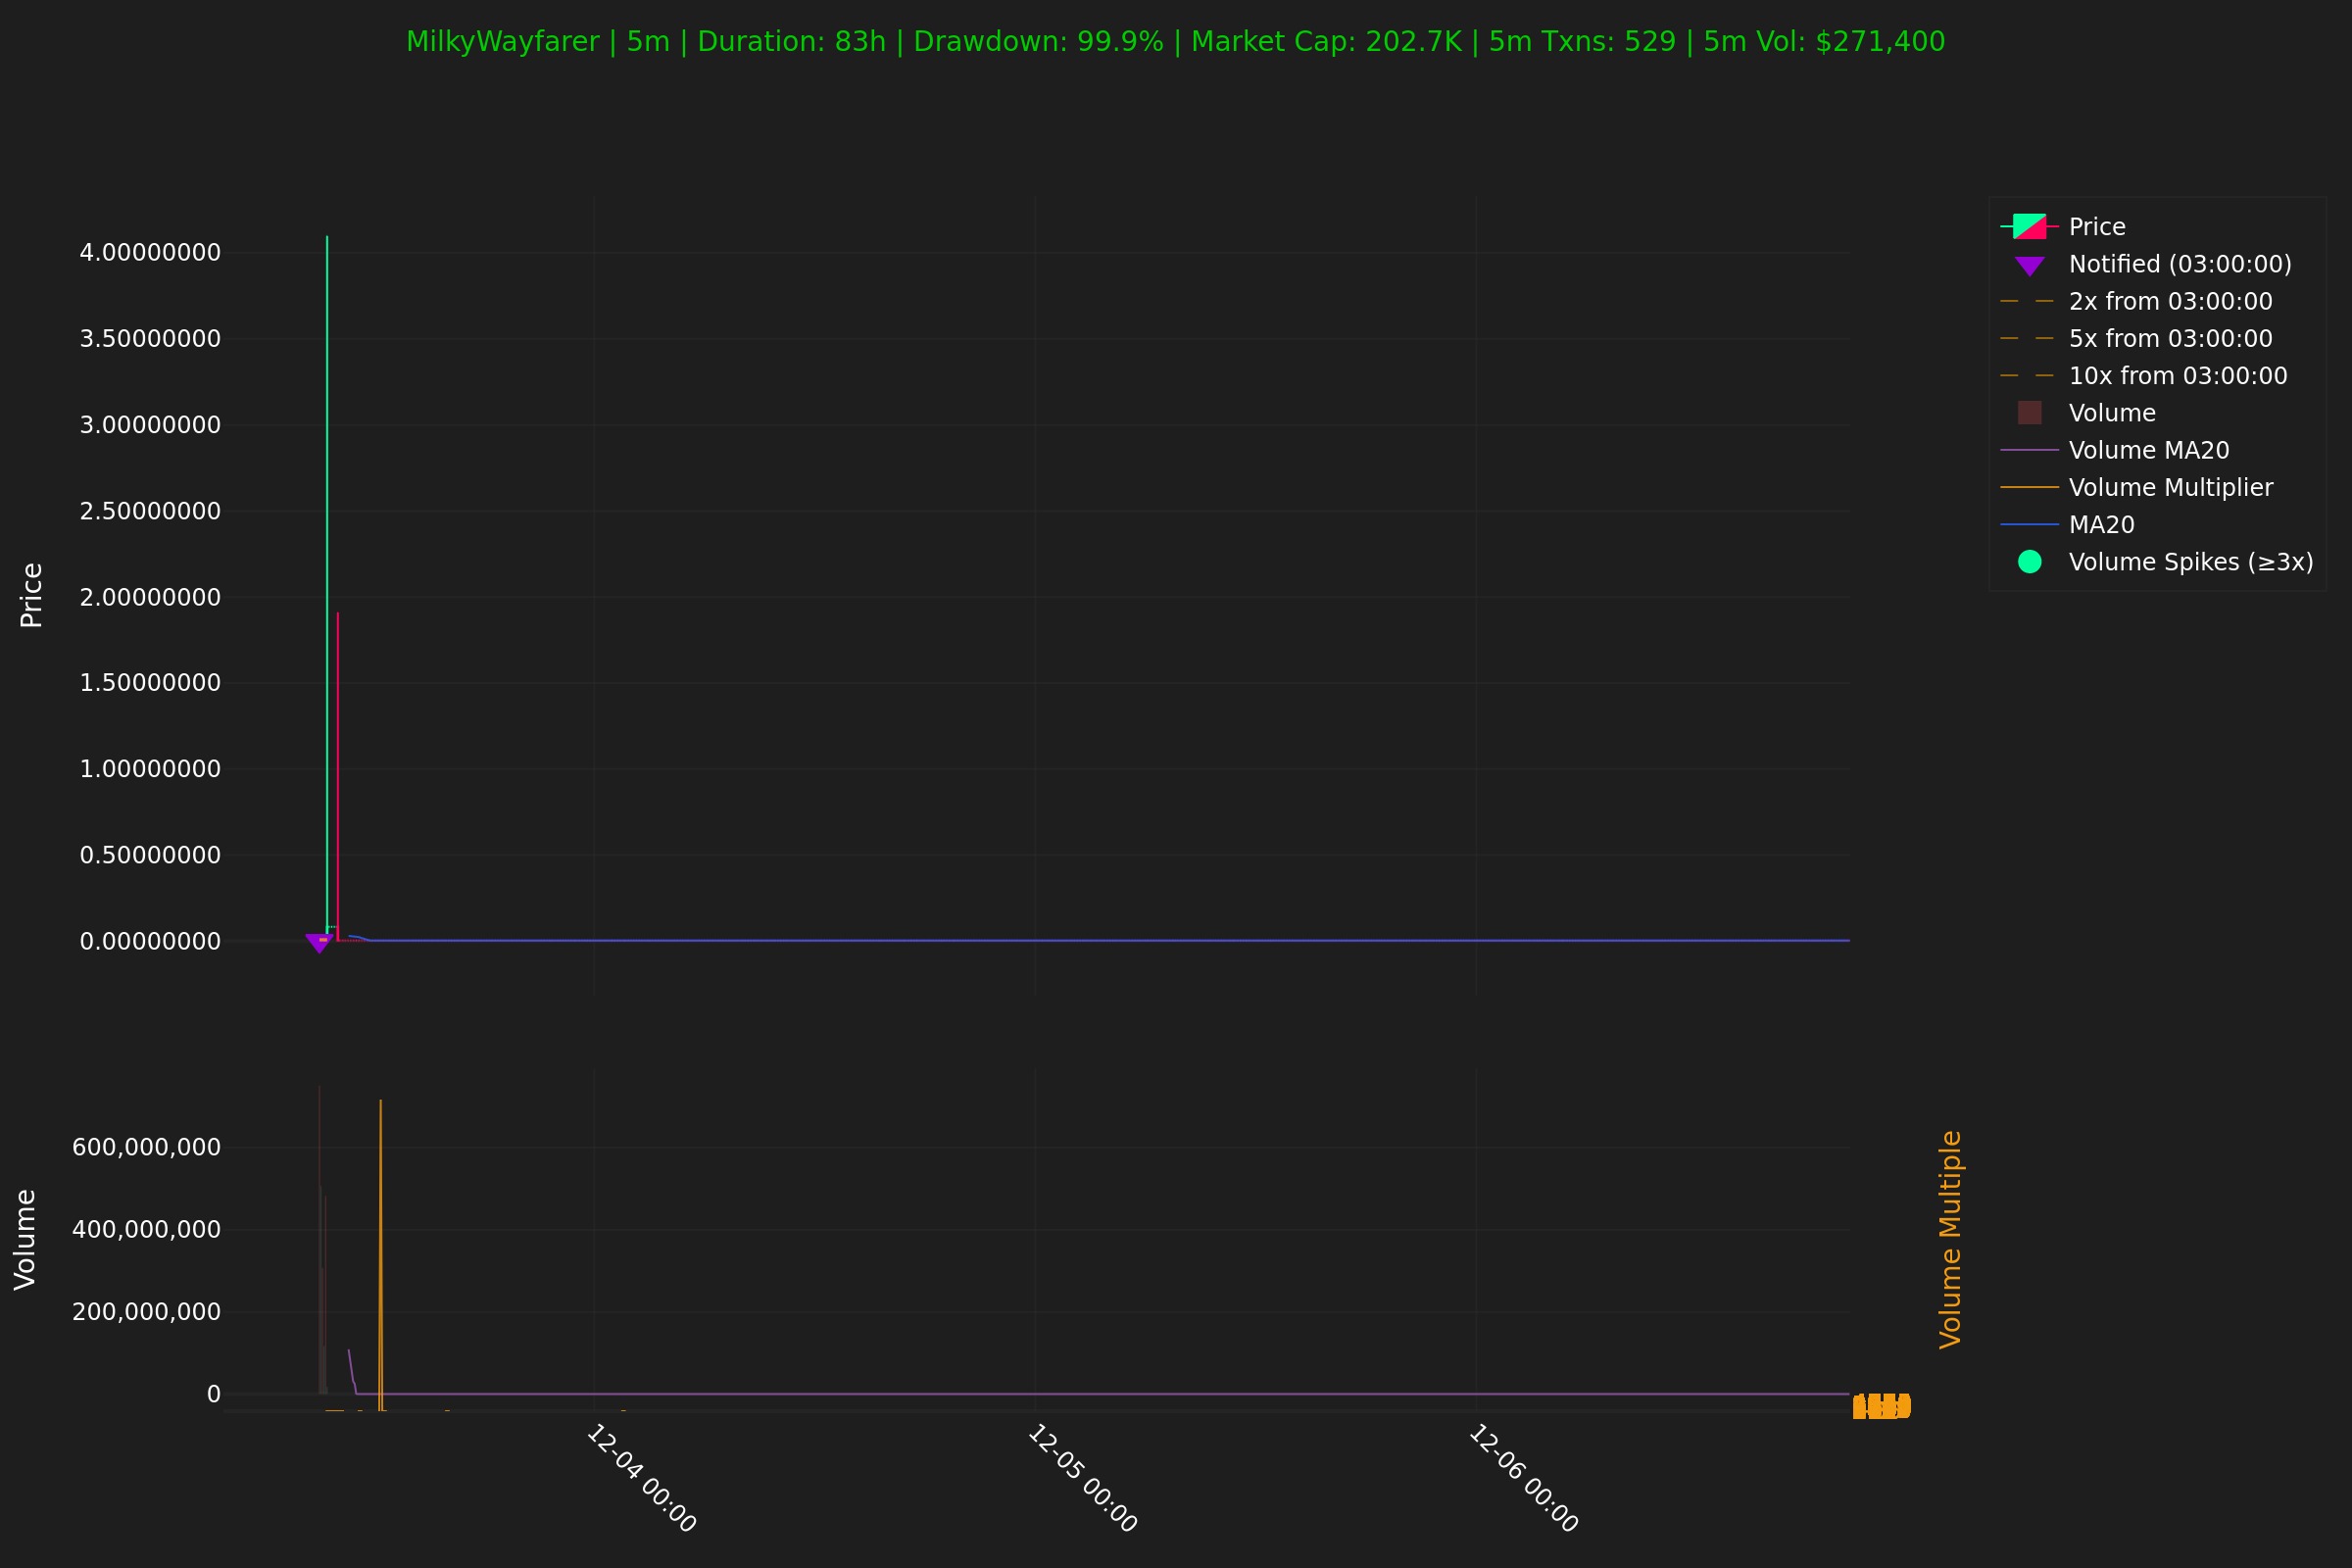 MilkyWayfarer | 5m | Duration: 83h | Drawdown: 99.9% | Market Cap: 202.7K | 5m Txns: 529 | 5m Vol: $271,400
Price
4.00000000
3.50000000
3.00000000
2.50000000
2.00000000
1.50000000
1.00000000
0.50000000
0.00000000
Price
Notified (03:00:00)
2x from 03:00:00
5x from 03:00:00
10x from 03:00:00
Volume
Volume MA20
Volume Multiplier
MA20
Volume Spikes (≥3x)
Volume
600,000,000
400,000,000
200,000,000
0
Volume Multiple
12-04 00:00
12-05 00:00
12-06 00:00